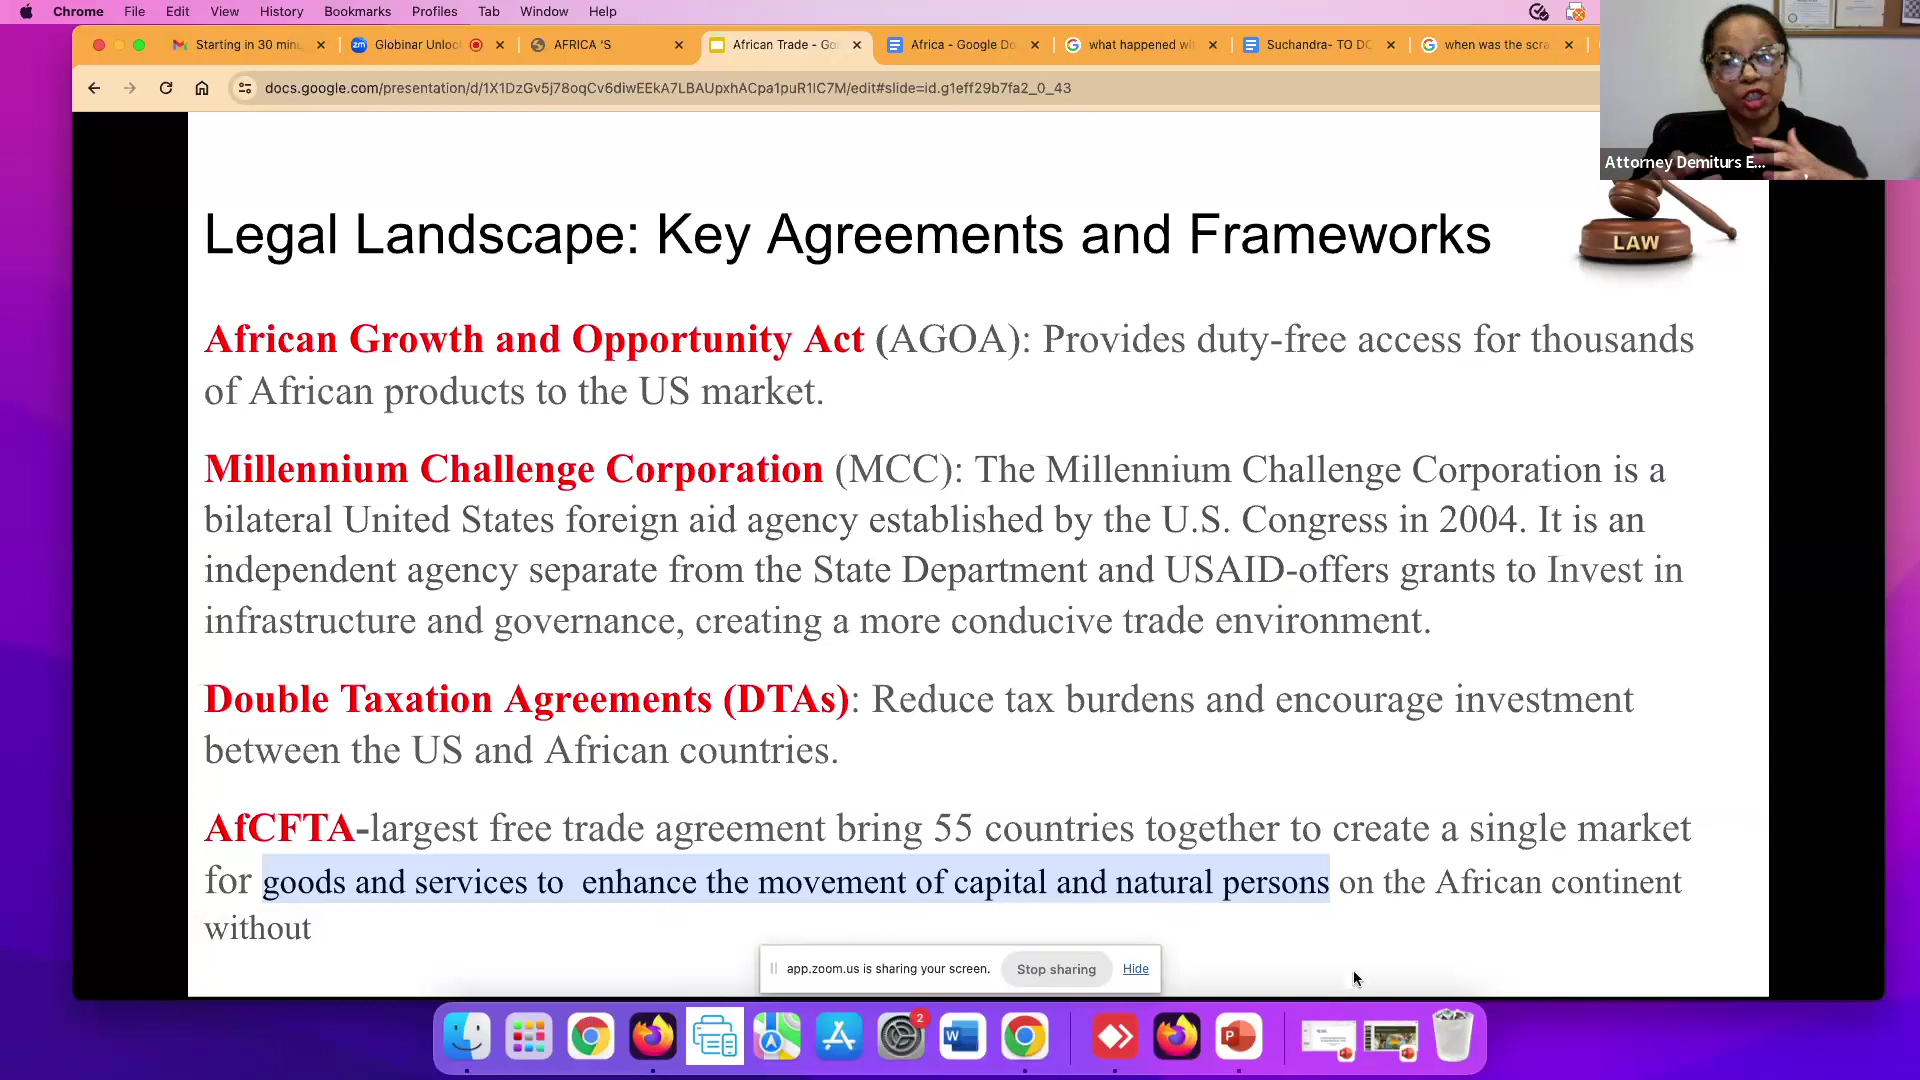 Chrome File Edit View History Bookmarks Profiles Tab Window Help
Starting in 30 minu
Globinar Unloc
AFRICA 'S
African Trade - Go
Africa - Google Do
what happened wi
Suchandra- TO DO
when was the scra
docs.google.com/presentation/d/1X1DzGv5j78oqCv6diwEEkA7LBAUpxhACpa1puR1lC7M/edit#slide=id.g1eff29b7fa2_0_43
Attorney Demiturs E...
Legal Landscape: Key Agreements and Frameworks
LAW
African Growth and Opportunity Act (AGOA): Provides duty-free access for thousands
of African products to the US market.
Millennium Challenge Corporation (MCC): The Millennium Challenge Corporation is a
bilateral United States foreign aid agency established by the U.S. Congress in 2004. It is an
independent agency separate from the State Department and USAID-offers grants to Invest in
infrastructure and governance, creating a more conducive trade environment.
Double Taxation Agreements (DTAs): Reduce tax burdens and encourage investment
between the US and African countries.
AfCFTA-largest free trade agreement bring 55 countries together to create a single market
for goods and services to enhance the movement of capital and natural persons on the African continent
without
app.zoom.us is sharing your screen. Stop sharing Hide
2